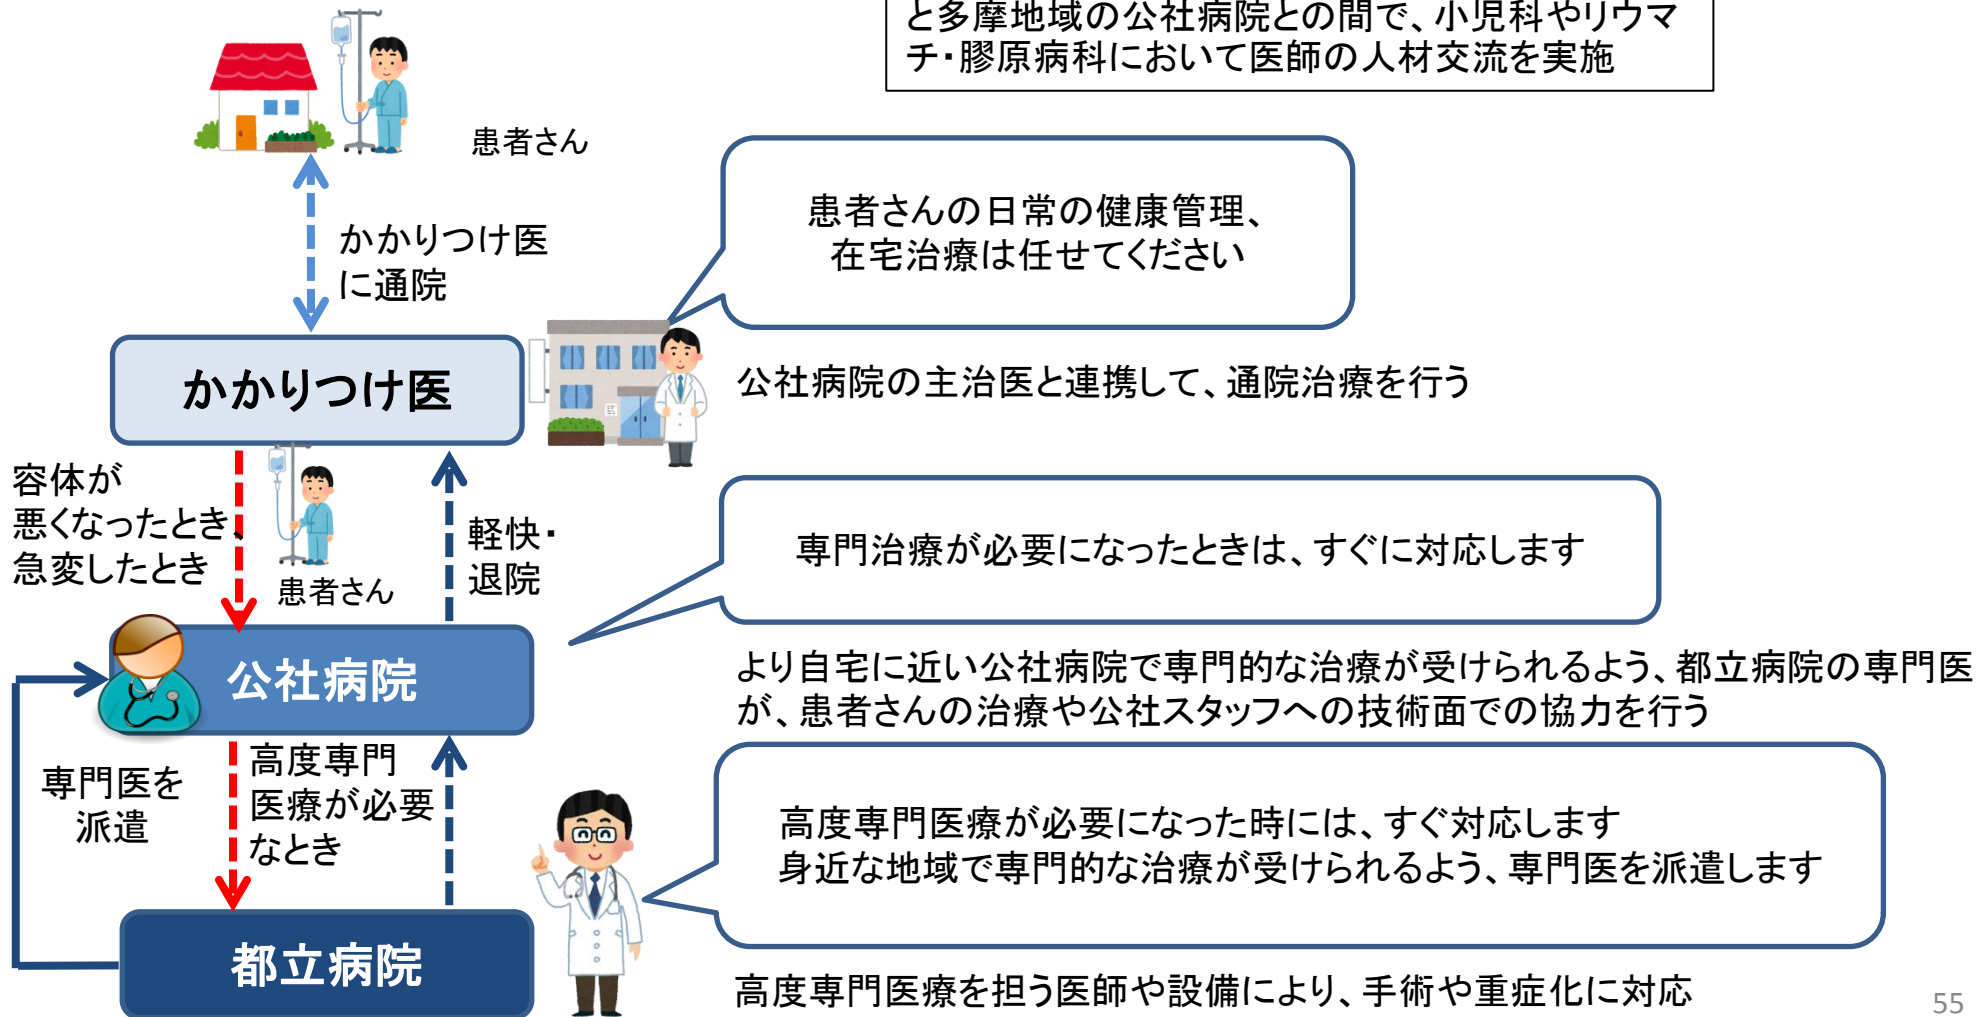 と多摩地域の公社病院との間で、小児科やリウマ
チ・膠原病科において医師の人材交流を実施
患者さん
かかりつけ医
に通院
患者さんの日常の健康管理、
在宅治療は任せてください
かかりつけ医
公社病院の主治医と連携して、通院治療を行う
容体が
悪くなったとき、
急変したとき
患者さん
軽快・
退院
専門治療が必要になったときは、すぐに対応します
公社病院
より自宅に近い公社病院で専門的な治療が受けられるよう、都立病院の専門医
が、患者さんの治療や公社スタッフへの技術面での協力を行う
専門医を
派遣
高度専門
医療が必要
なとき
高度専門医療が必要になった時には、すぐ対応します
身近な地域で専門的な治療が受けられるよう、専門医を派遣します
都立病院
高度専門医療を担う医師や設備により、手術や重症化に対応
55